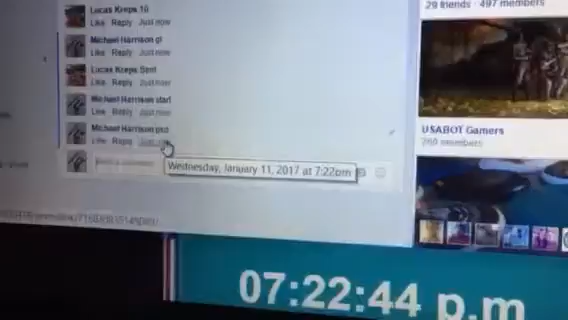 Lucas Kreps 10
Like Reply Just now
Michael Harrison gl
Like Reply Just now
Lucas Kreps Sent
Like Reply Just now
Michael Harrison start
Like Reply Just now
Michael Harrison
Like Reply Just now
Wednesday, January 11, 2017 at 7:22pm
29 friends · 497 members
USABOT Gamers
260 members
07:22:44 p.m